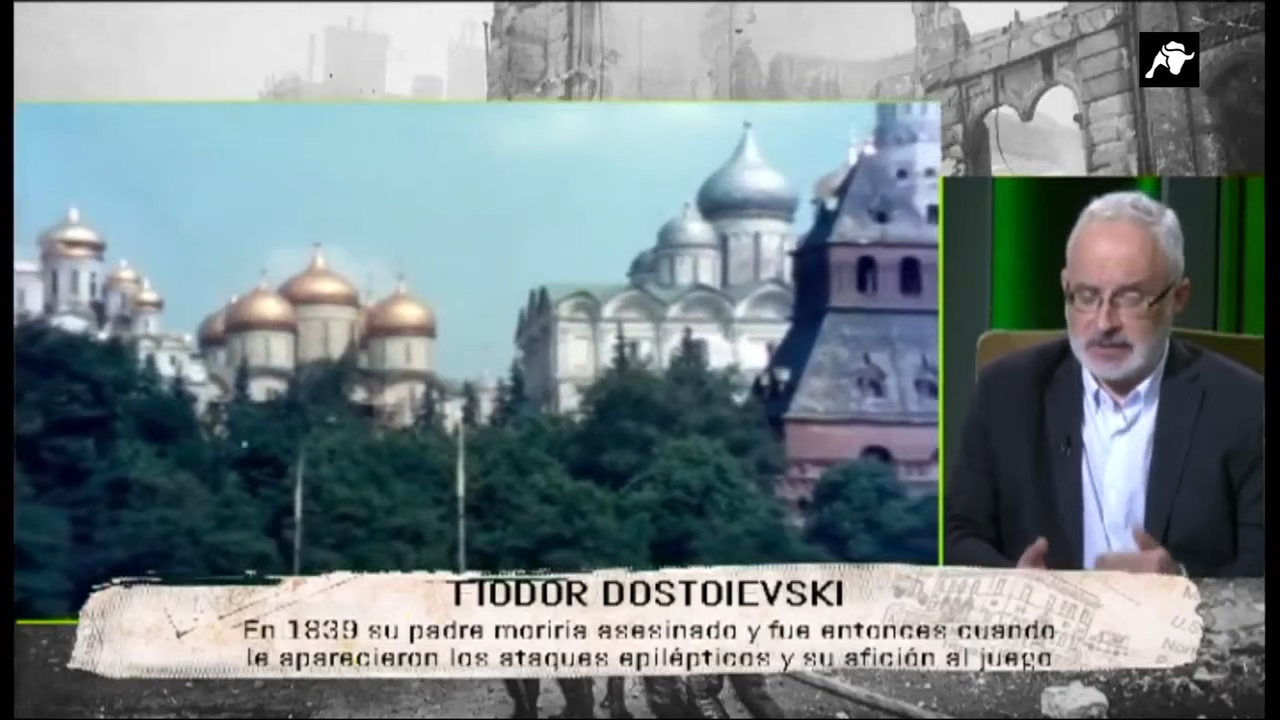 FIODOR DOSTOIEVSKI
En 1839 su padre moriría asesinado y fue entonces cuando
le aparecieron los ataques epilépticos y su afición al juego
U.S